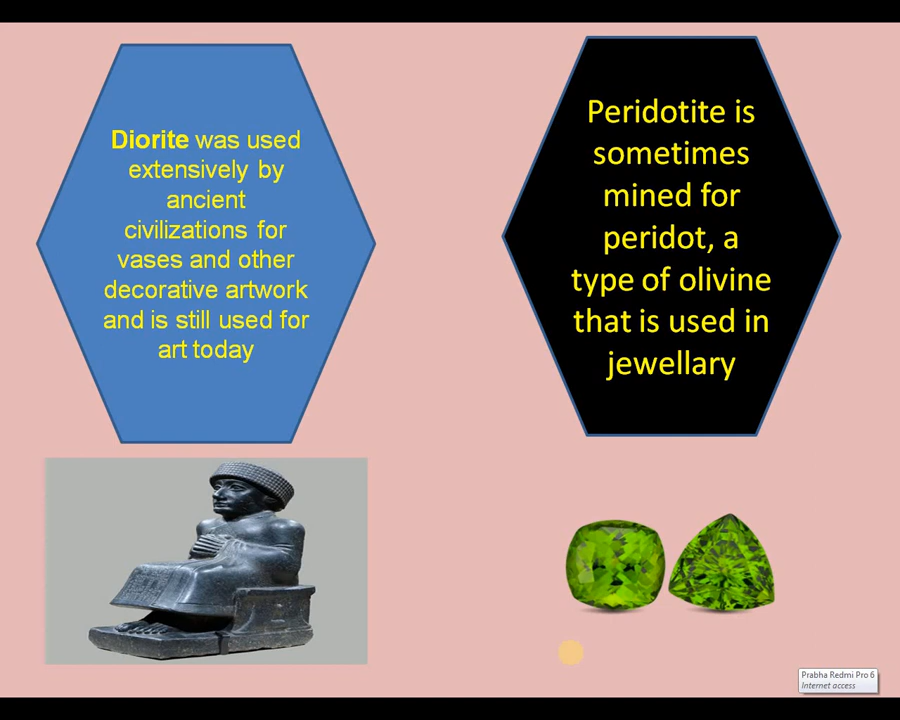 Diorite was used
extensively by
ancient
civilizations for
vases and other
decorative artwork
and is still used for
art today
Peridotite is
sometimes
mined for
peridot, a
type of olivine
that is used in
jewellary
Prabha Redmi Pro 6
Internet access